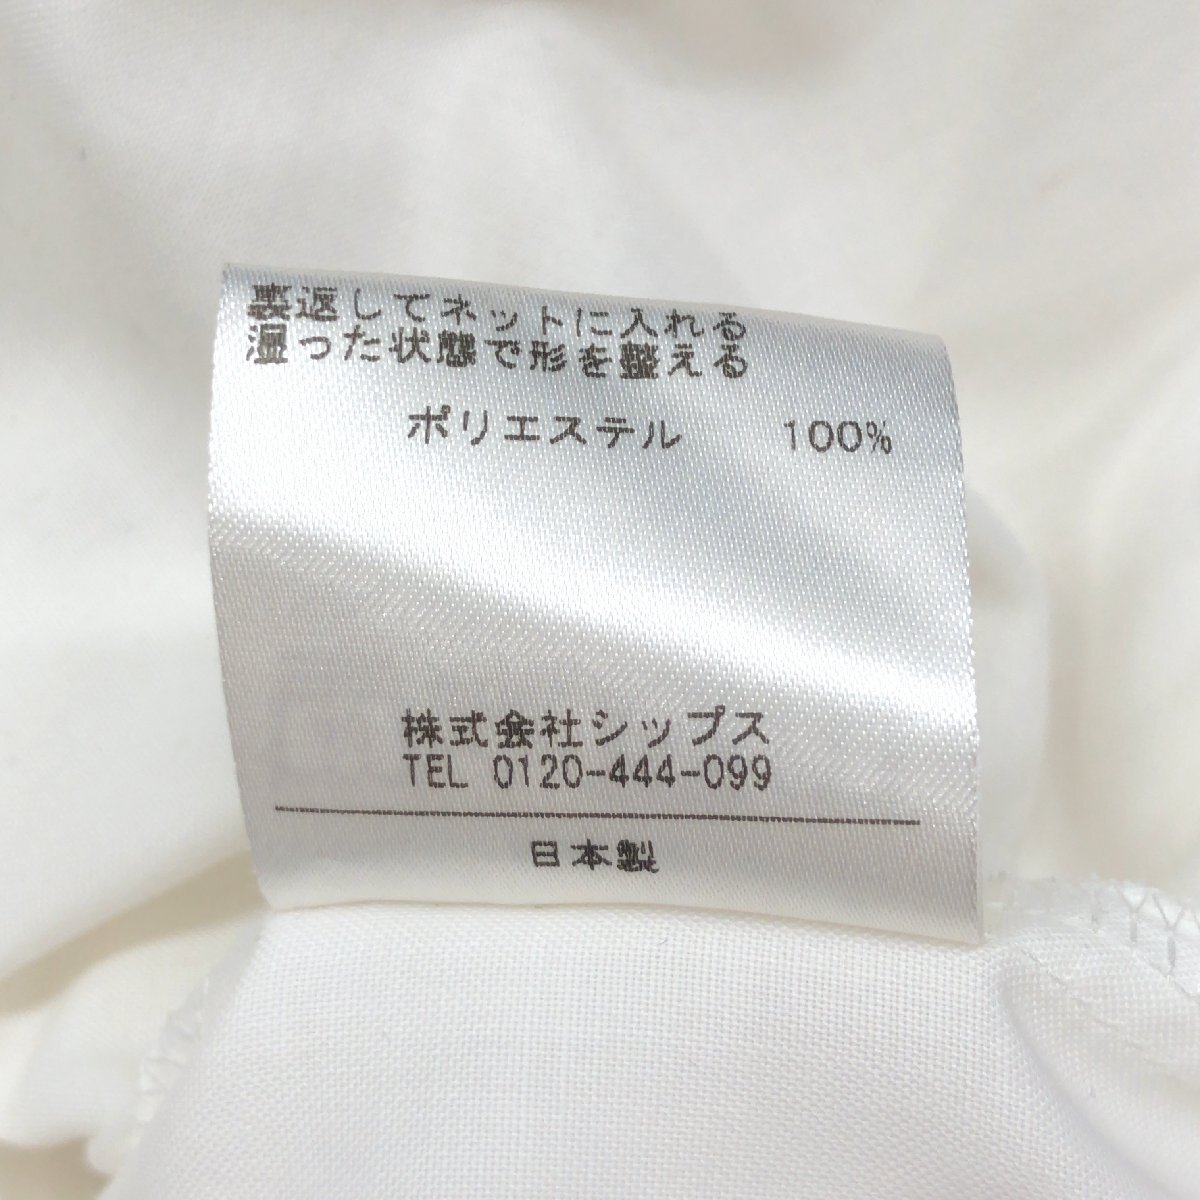 裏返してネットに入れる
湿った状態で形を整える
ポリエステル 100%
株式会社シップス
TEL 0120-444-099
日本製